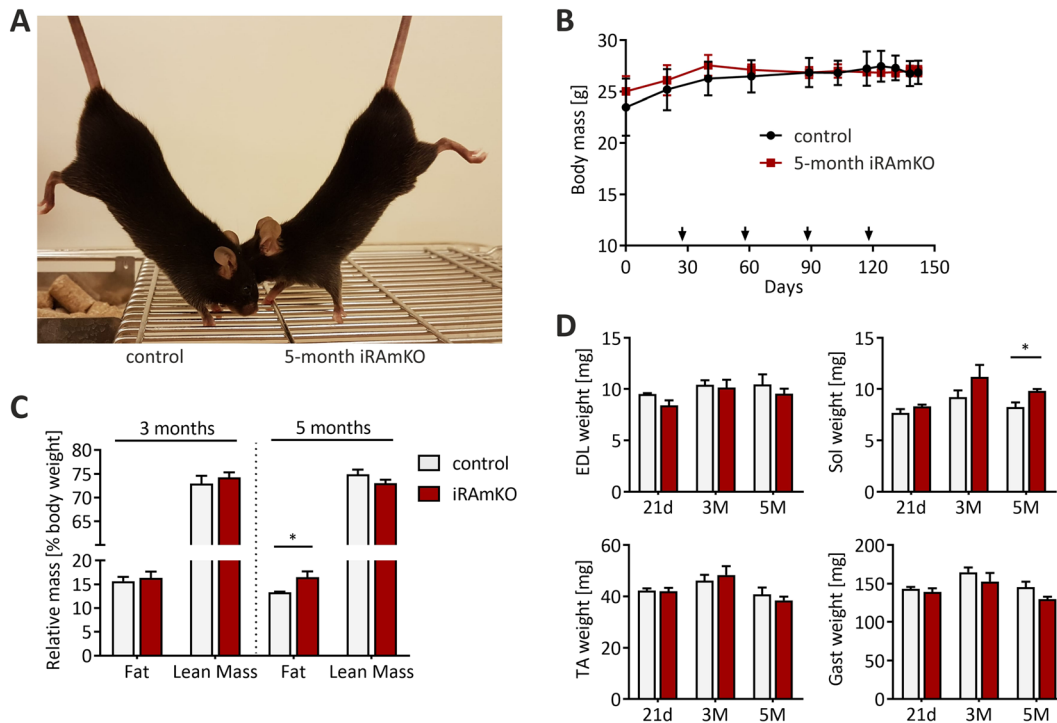 A
control 5-month iRAmKO
B
Body mass [g]
30
25
20
15
10
control
5-month iRAmKO
0 30 60 90 120 150
Days
C
Relative mass [% body weight]
3 months 5 months
80
75
70
65
20
15
10
5
0
*
Fat Lean Mass Fat Lean Mass
control
iRAmKO
D
EDL weight [mg]
15
10
5
0
21d 3M 5M
Sol weight [mg]
15
10
5
0
*
21d 3M 5M
TA weight [mg]
60
40
20
0
21d 3M 5M
Gast weight [mg]
200
150
100
50
0
21d 3M 5M